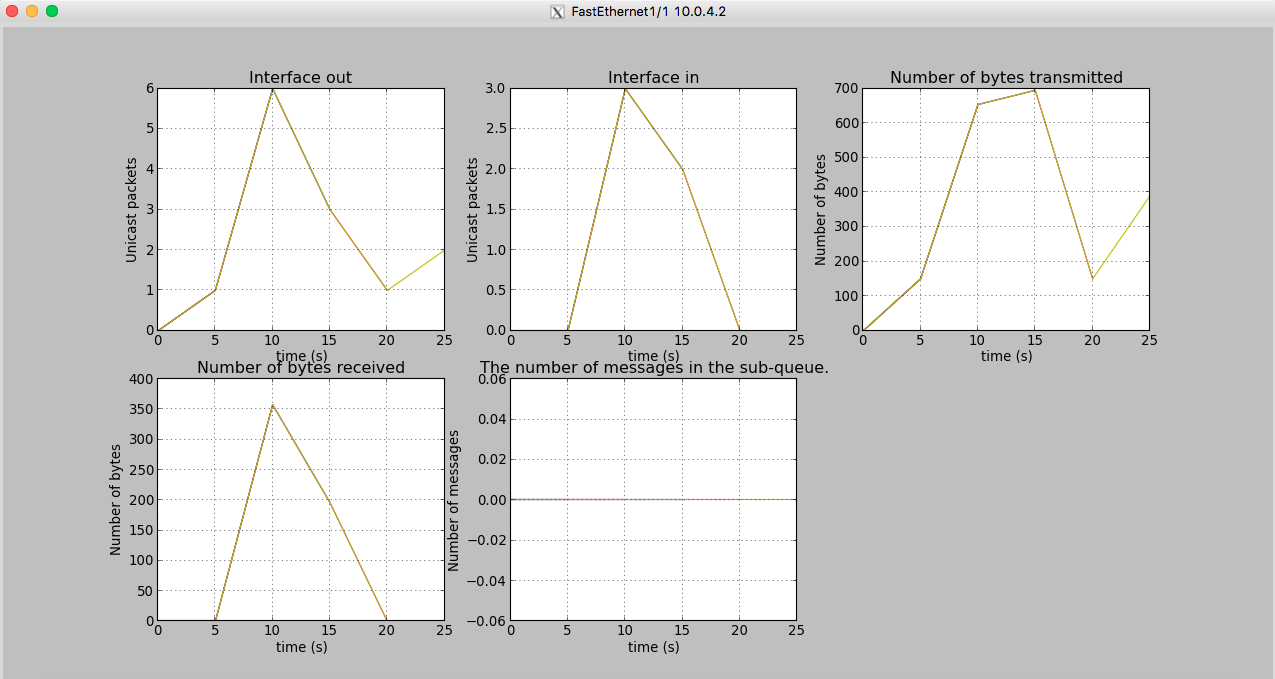 FastEthernet1/1 10.0.4.2
Interface out
Unicast packets
6
5
4
3
2
1
0
0 5 10 15 20 25
time (s)
Interface in
Unicast packets
3.0
2.5
2.0
1.5
1.0
0.5
0.0
0 5 10 15 20 25
time (s)
Number of bytes transmitted
Number of bytes
700
600
500
400
300
200
100
0
0 5 10 15 20 25
time (s)
Number of bytes received
Number of bytes
400
350
300
250
200
150
100
50
0
0 5 10 15 20 25
time (s)
The number of messages in the sub-queue.
Number of messages
0.06
0.04
0.02
0.00
−0.02
−0.04
−0.06
0 5 10 15 20 25
time (s)